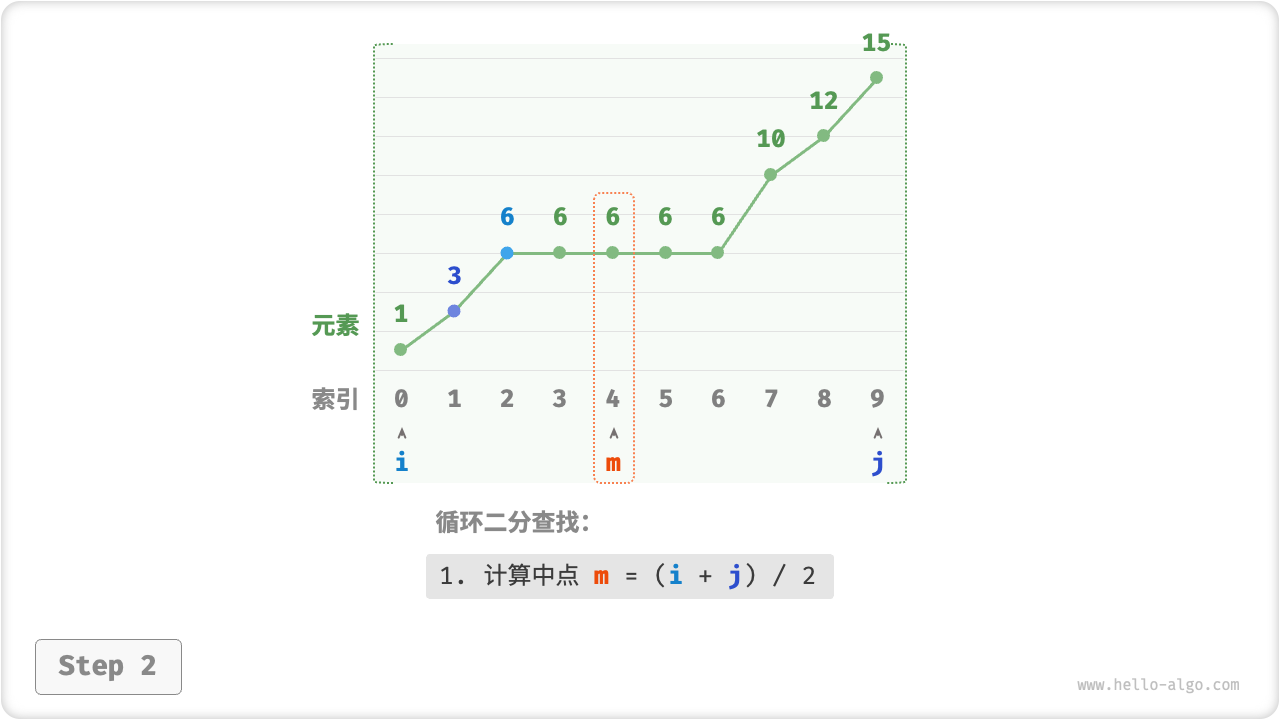 15
12
10
6 6 6 6 6
3
1
元素
索引 0 1 2 3 4 5 6 7 8 9
i m j
循环二分查找：
1. 计算中点 m = (i + j) / 2
Step 2
www.hello-algo.com